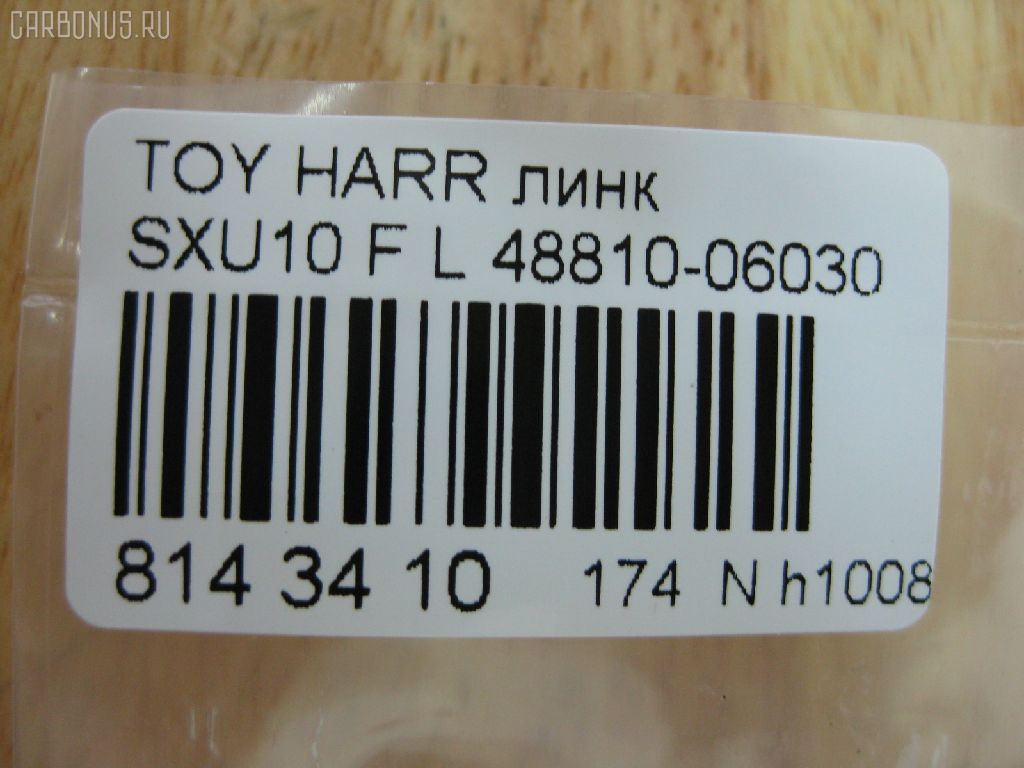 CARBONUS.RU
TOY HARR линк
SXU10 F L 48810-06030
814 34 10 174 N h1008